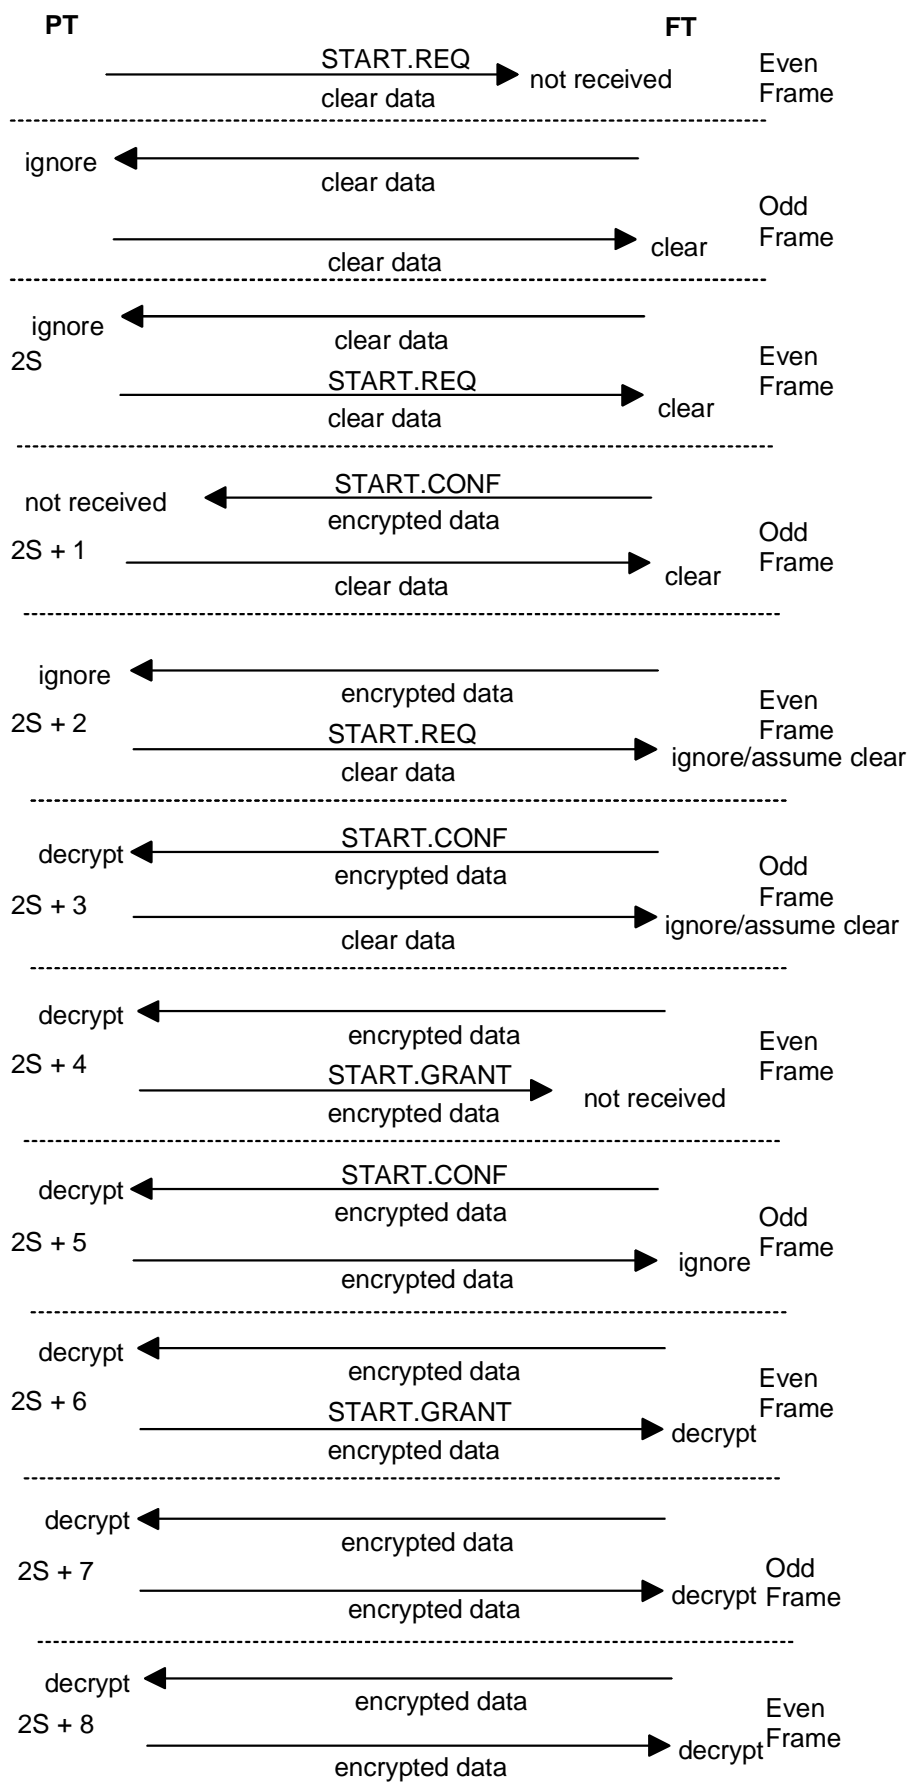 PT
FT
START.REQ
clear data
not received
Even
Frame
ignore
clear data
Odd
Frame
clear data
clear
ignore
clear data
2S
START.REQ
clear data
clear
Even
Frame
not received
START.CONF
encrypted data
2S + 1
clear data
clear
Odd
Frame
ignore
encrypted data
2S + 2
START.REQ
clear data
Even
Frame
ignore/assume clear
decrypt
START.CONF
encrypted data
2S + 3
clear data
Odd
Frame
ignore/assume clear
decrypt
encrypted data
2S + 4
START.GRANT
encrypted data
not received
Even
Frame
decrypt
START.CONF
encrypted data
2S + 5
encrypted data
ignore
Odd
Frame
decrypt
encrypted data
2S + 6
START.GRANT
encrypted data
decrypt
Even
Frame
decrypt
encrypted data
2S + 7
encrypted data
decrypt
Odd
Frame
decrypt
encrypted data
2S + 8
encrypted data
decrypt
Even
Frame